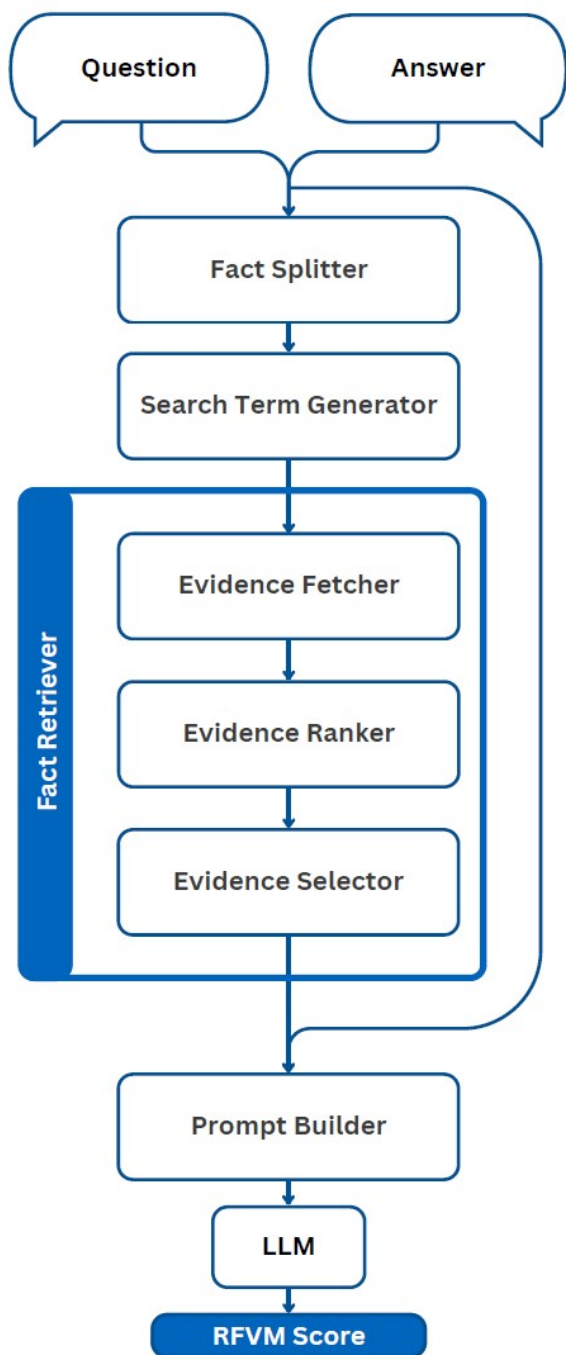 Question
Answer
Fact Splitter
Search Term Generator
Fact Retriever
Evidence Fetcher
Evidence Ranker
Evidence Selector
Prompt Builder
LLM
RFVM Score